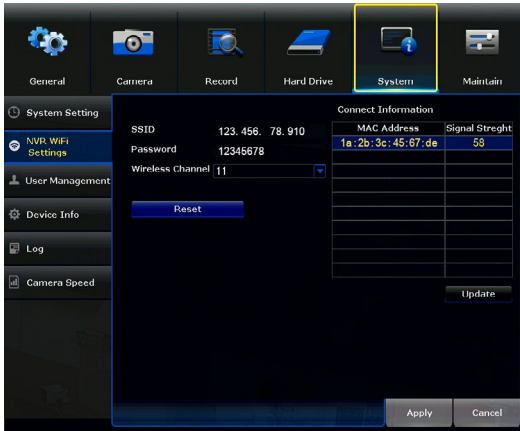 General Camera Record Hard Drive System Maintain
System Setting
NVR WiFi
Settings
User Management
Device Info
Log
Camera Speed
SSID 123. 456. 78. 910
Password 12345678
Wireless Channel 11
Reset
Connect Information
MAC Address Signal Streght
1a:2b:3c:45:67:de 58
Update
Apply Cancel